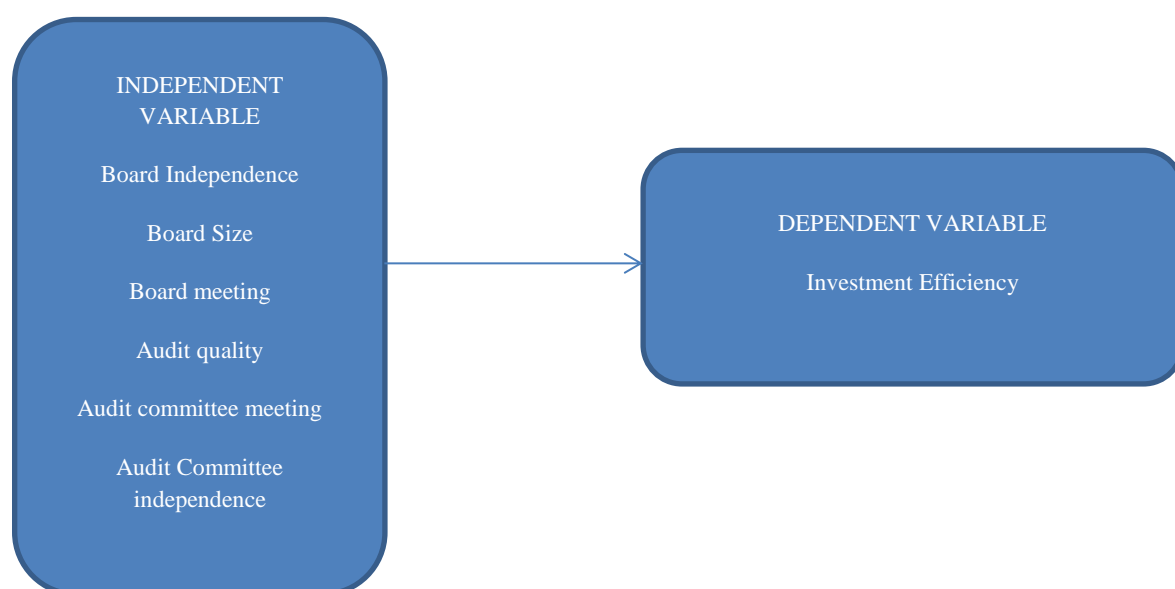 INDEPENDENT
VARIABLE
Board Independence
Board Size
Board meeting
Audit quality
Audit committee meeting
Audit Committee
independence
DEPENDENT VARIABLE
Investment Efficiency